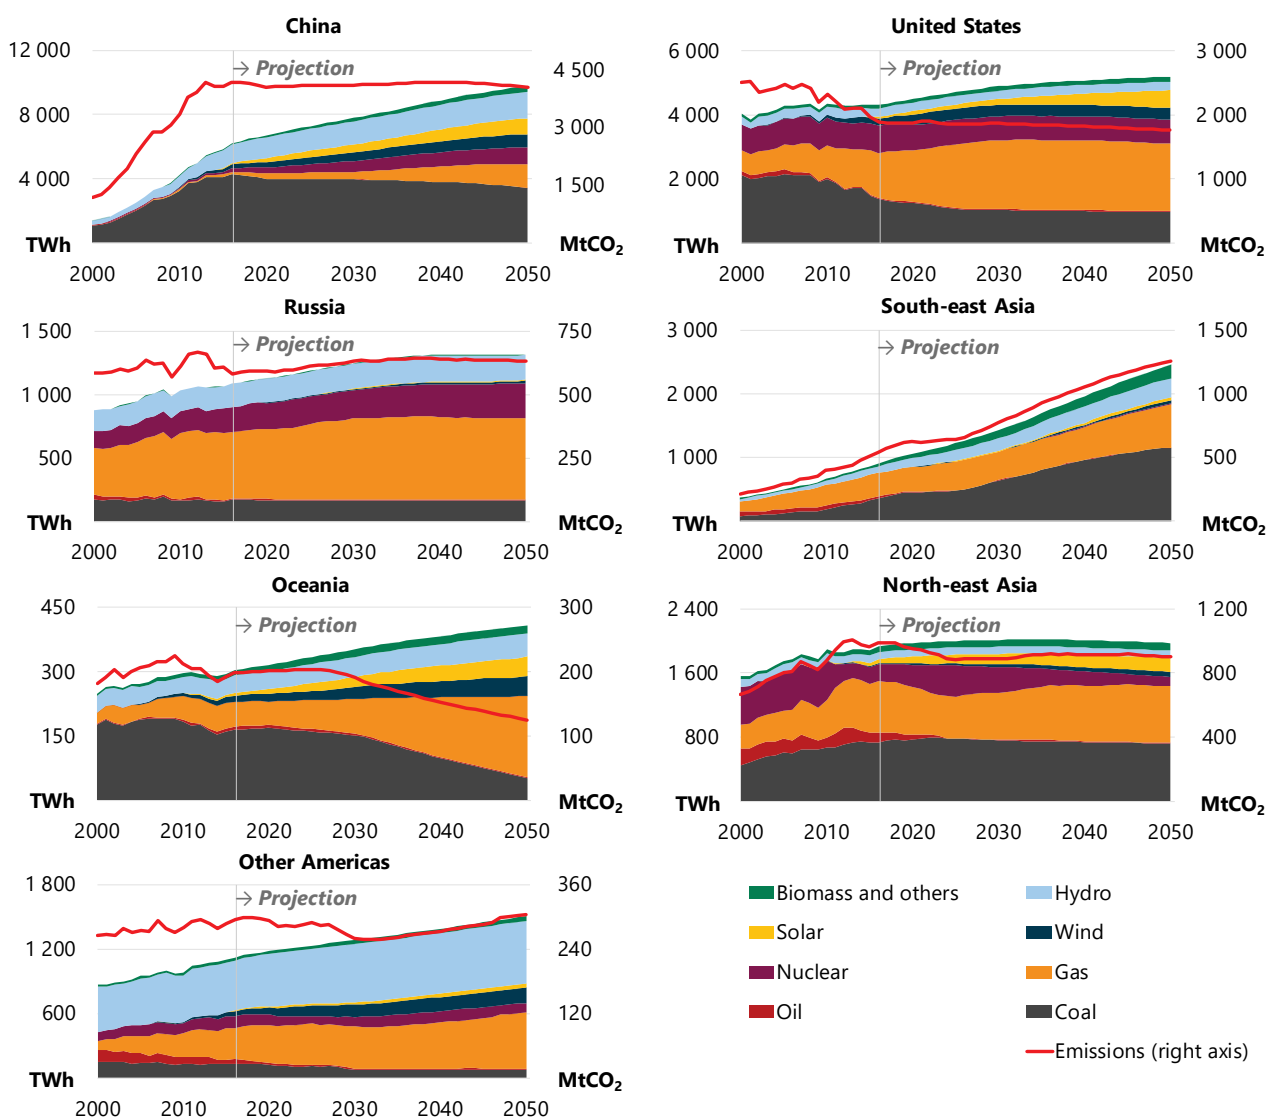 China
12 000
8 000
4 000
TWh
4 500
3 000
1 500
MtCO2
Projection
2000 2010 2020 2030 2040 2050
United States
6 000
4 000
2 000
TWh
3 000
2 000
1 000
MtCO2
Projection
2000 2010 2020 2030 2040 2050
Russia
1 500
1 000
500
TWh
750
500
250
MtCO2
Projection
2000 2010 2020 2030 2040 2050
South-east Asia
3 000
2 000
1 000
TWh
1 500
1 000
500
MtCO2
Projection
2000 2010 2020 2030 2040 2050
Oceania
450
300
150
TWh
300
200
100
MtCO2
Projection
2000 2010 2020 2030 2040 2050
North-east Asia
2 400
1 600
800
TWh
1 200
800
400
MtCO2
Projection
2000 2010 2020 2030 2040 2050
Other Americas
1 800
1 200
600
TWh
360
240
120
MtCO2
Projection
2000 2010 2020 2030 2040 2050
Biomass and others
Hydro
Solar
Wind
Nuclear
Gas
Oil
Coal
Emissions (right axis)